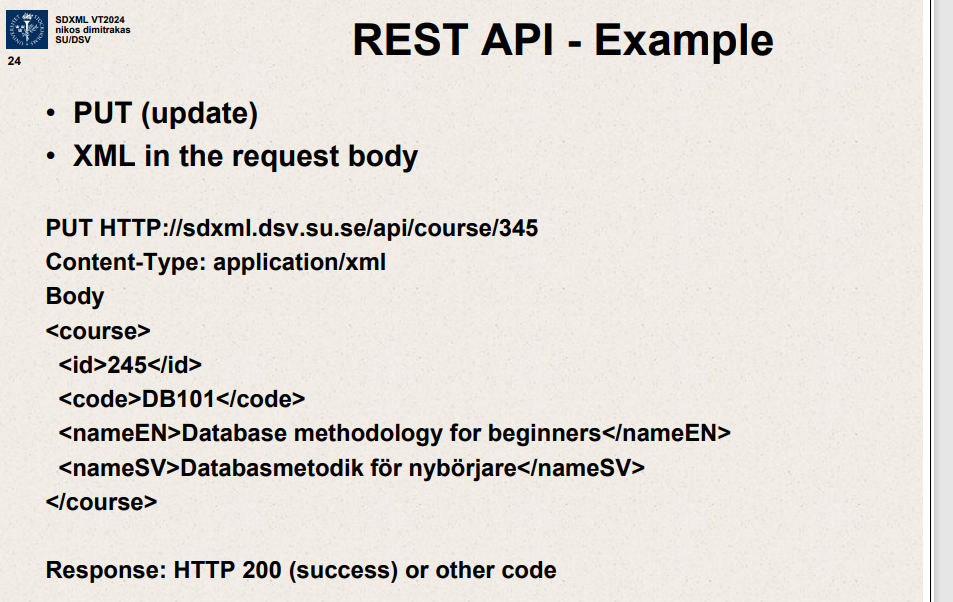 SDXML VT2024
nikos dimitrakas
SU/DSV
24
REST API - Example
• PUT (update)
• XML in the request body
PUT HTTP://sdxml.dsv.su.se/api/course/345
Content-Type: application/xml
Body
<course>
<id>245</id>
<code>DB101</code>
<nameEN>Database methodology for beginners</nameEN>
<nameSV>Databasmetodik för nybörjare</nameSV>
</course>
Response: HTTP 200 (success) or other code